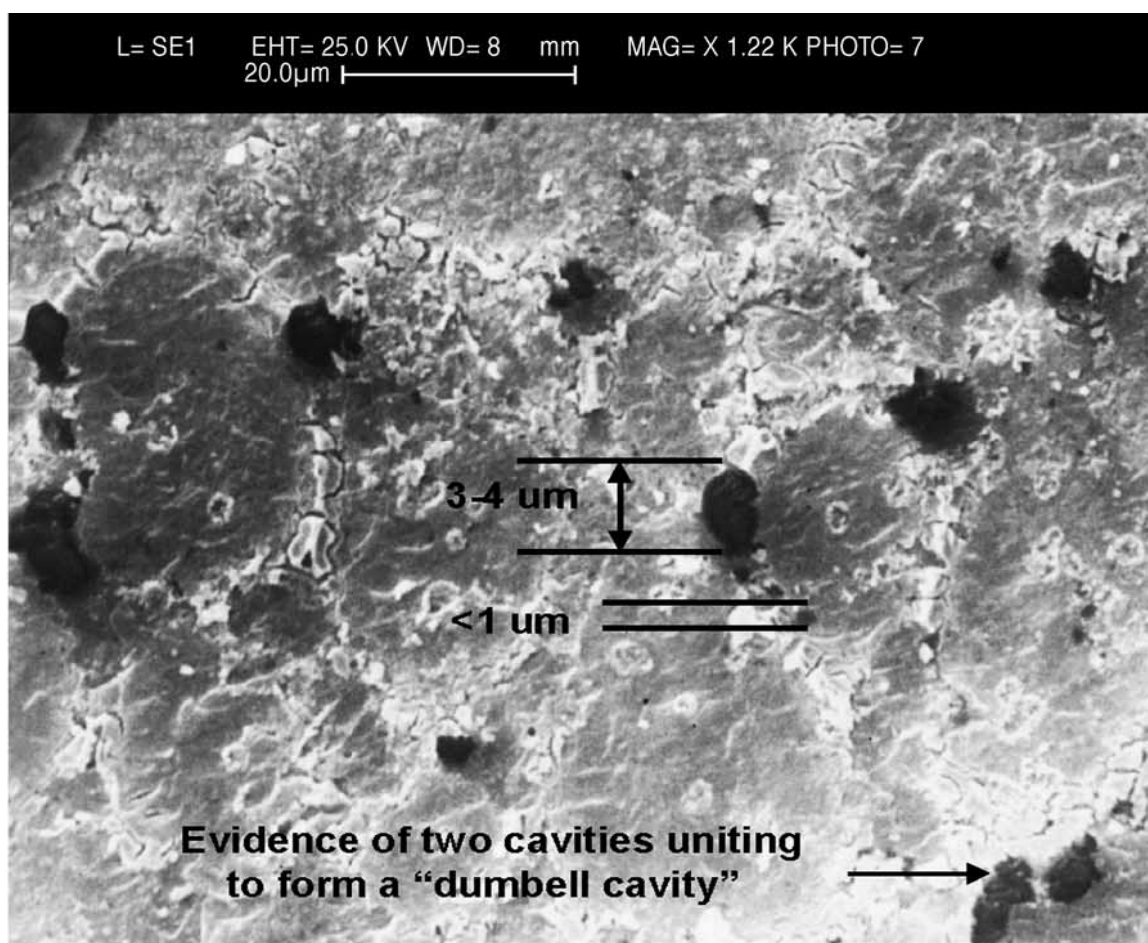 L= SE1 EHT= 25.0 KV WD= 8 mm MAG= X 1.22 K PHOTO= 7
20.0µm
3-4 um
<1 um
Evidence of two cavities uniting
to form a “dumbell cavity”